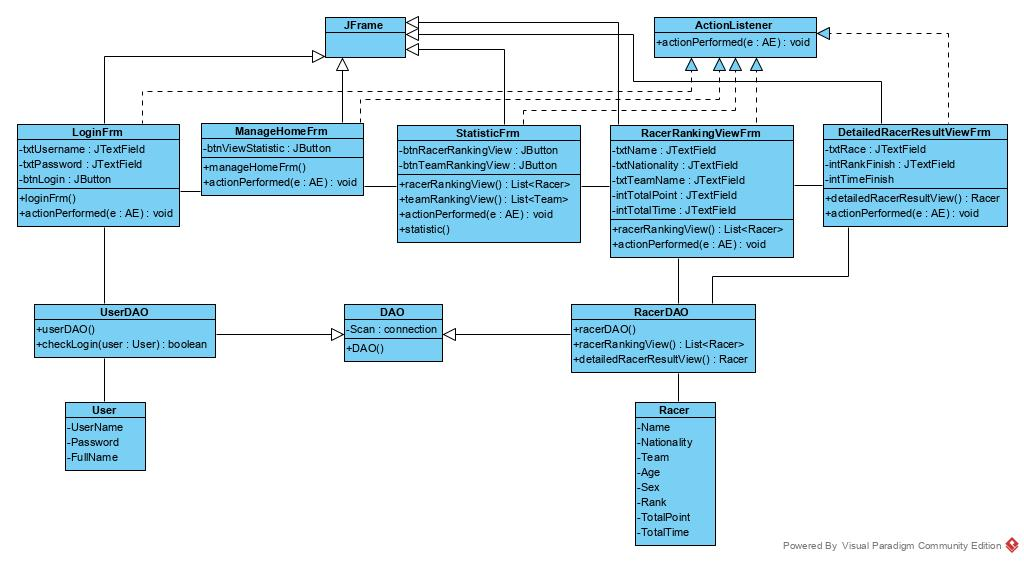 JFrame
ActionListener
+actionPerformed(e : AE) : void
LoginFrm
-txtUsername : JTextField
-txtPassword : JTextField
-btnLogin : JButton
+loginFrm()
+actionPerformed(e : AE) : void
ManageHomeFrm
-btnViewStatistic : JButton
+manageHomeFrm()
+actionPerformed(e : AE) : void
StatisticFrm
-btnRacerRankingView : JButton
-btnTeamRankingView : JButton
+racerRankingView() : List<Racer>
+teamRankingView() : List<Team>
+actionPerformed(e : AE) : void
+statistic()
RacerRankingViewFrm
-txtName : JTextField
-txtNationality : JTextField
-txtTeamName : JTextField
-intTotalPoint : JTextField
-intTotalTime : JTextField
+racerRankingView() : List<Racer>
+actionPerformed(e : AE) : void
DetailedRacerResultViewFrm
-txtRace : JTextField
-intRankFinish : JTextField
-intTimeFinish
+detailedRacerResultView() : Racer
+actionPerformed(e : AE) : void
UserDAO
+userDAO()
+checkLogin(user : User) : boolean
DAO
-Scan : connection
+DAO()
RacerDAO
+racerDAO()
+racerRankingView() : List<Racer>
+detailedRacerResultView() : Racer
User
-UserName
-Password
-FullName
Racer
-Name
-Nationality
-Team
-Age
-Sex
-Rank
-TotalPoint
-TotalTime
Powered By Visual Paradigm Community Edition